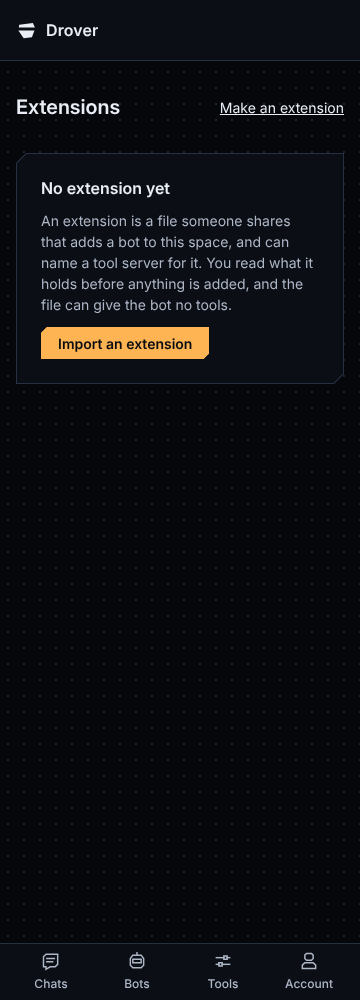 Drover
Extensions
Make an extension
No extension yet
An extension is a file someone shares
that adds a bot to this space, and can
name a tool server for it. You read what it
holds before anything is added, and the
file can give the bot no tools.
Import an extension
Chats
Bots
Tools
Account